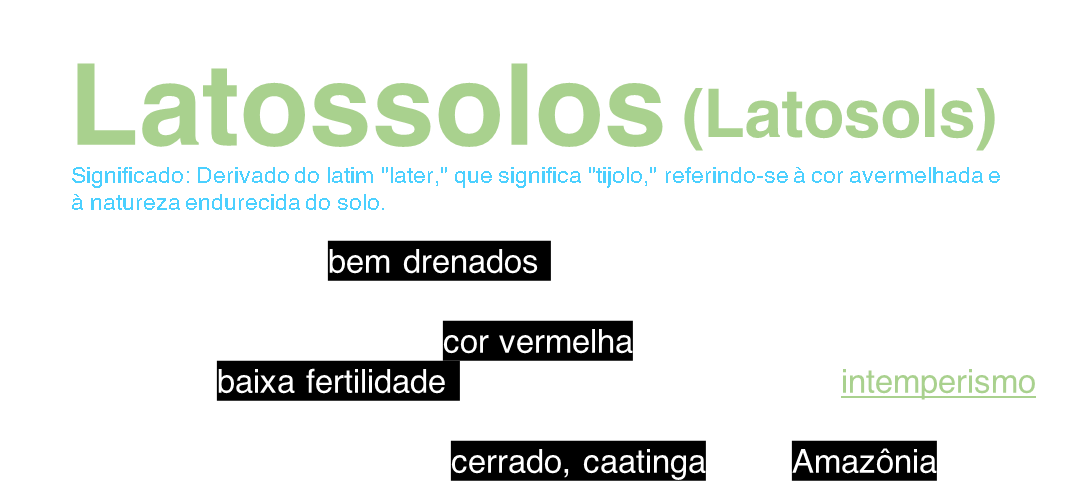 Latossolos (Latosols)
Significado: Derivado do latim "later," que significa "tijolo," referindo-se à cor avermelhada e
à natureza endurecida do solo.
bem drenados
cor vermelha
baixa fertilidade intemperismo
cerrado, caatinga Amazônia